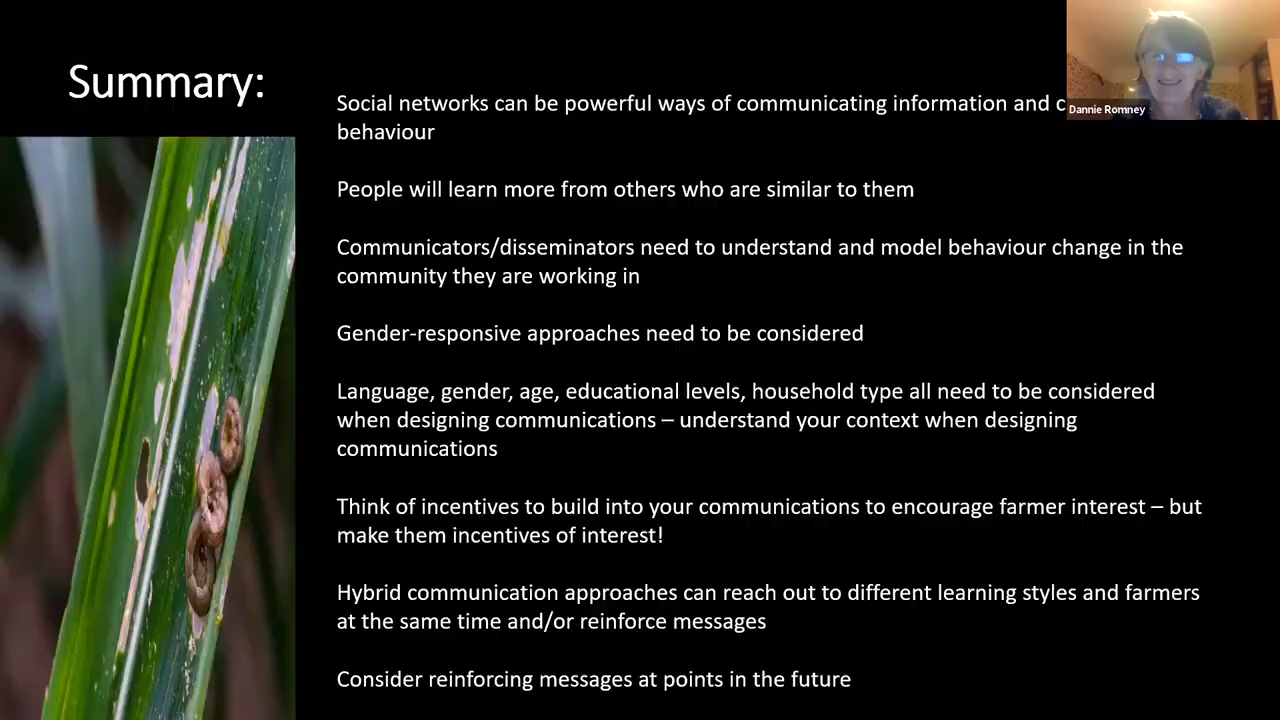 Summary:
Social networks can be powerful ways of communicating information and
behaviour
People will learn more from others who are similar to them
Communicators/disseminators need to understand and model behaviour change in the
community they are working in
Gender-responsive approaches need to be considered
Language, gender, age, educational levels, household type all need to be considered
when designing communications – understand your context when designing
communications
Think of incentives to build into your communications to encourage farmer interest – but
make them incentives of interest!
Hybrid communication approaches can reach out to different learning styles and farmers
at the same time and/or reinforce messages
Consider reinforcing messages at points in the future
Dannie Romney